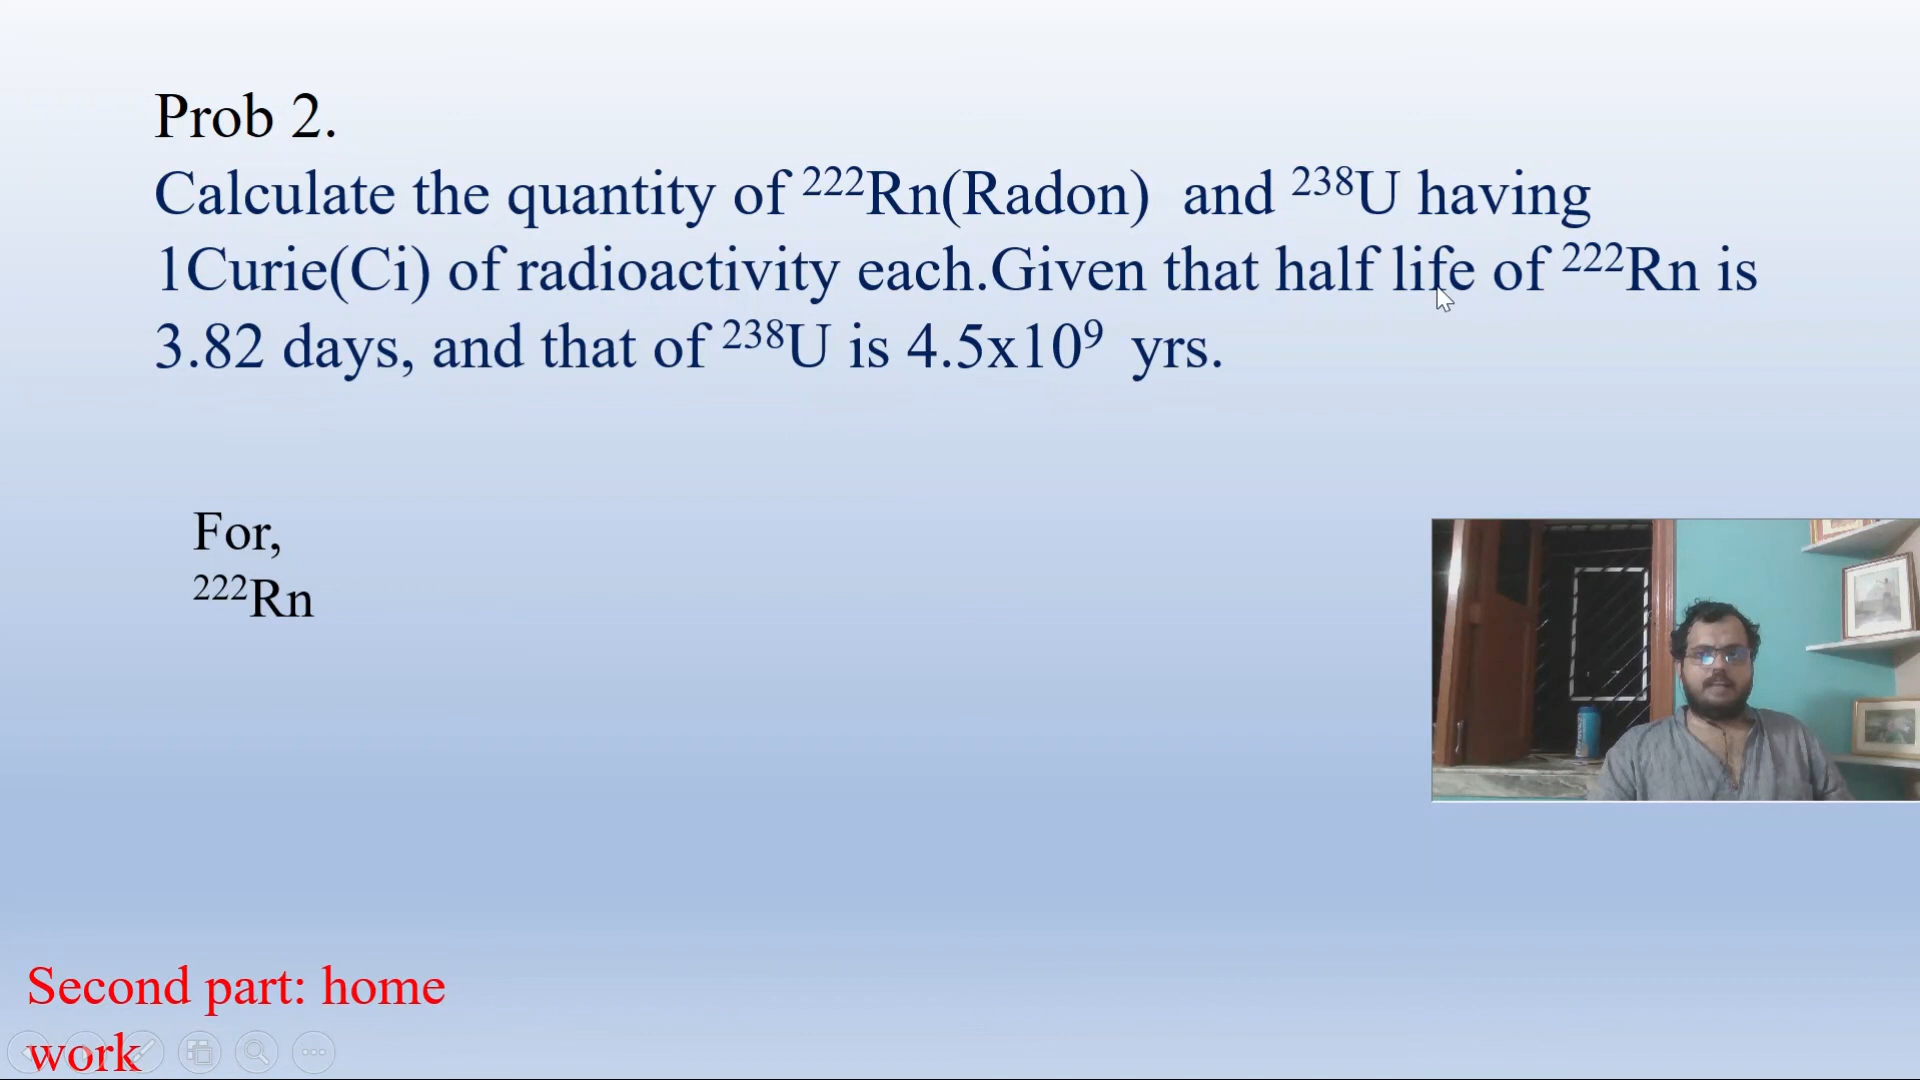 Prob 2.
Calculate the quantity of ²²²Rn(Radon) and ²³⁸U having
1Curie(Ci) of radioactivity each.Given that half life of ²²²Rn is
3.82 days, and that of ²³⁸U is 4.5x10⁹ yrs.
For,
²²²Rn
Second part: home
work